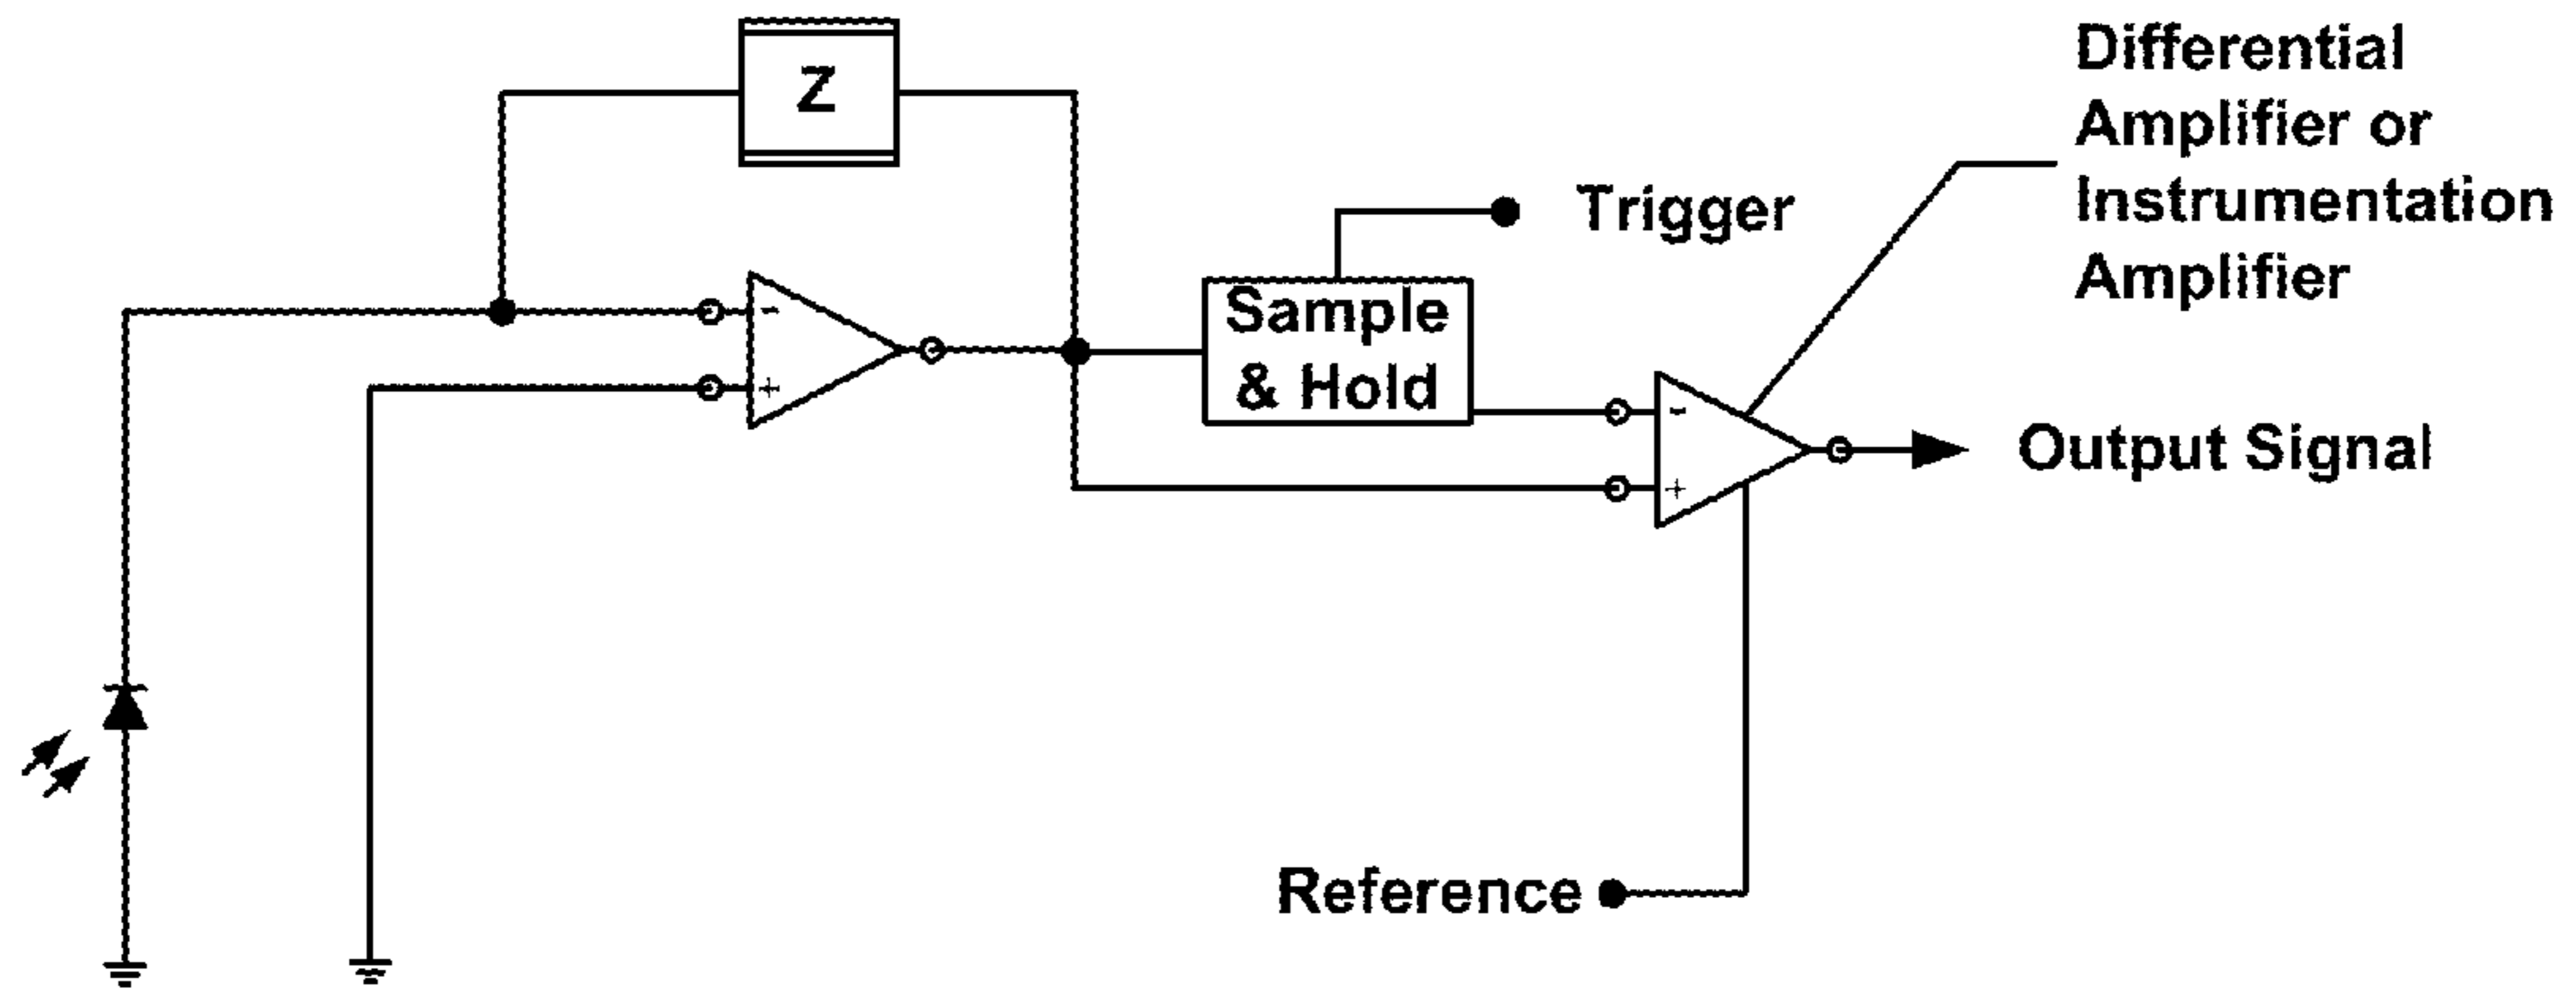 Z
Differential
Amplifier or
Instrumentation
Amplifier
Trigger
-
+
Sample
& Hold
-
+
Output Signal
Reference